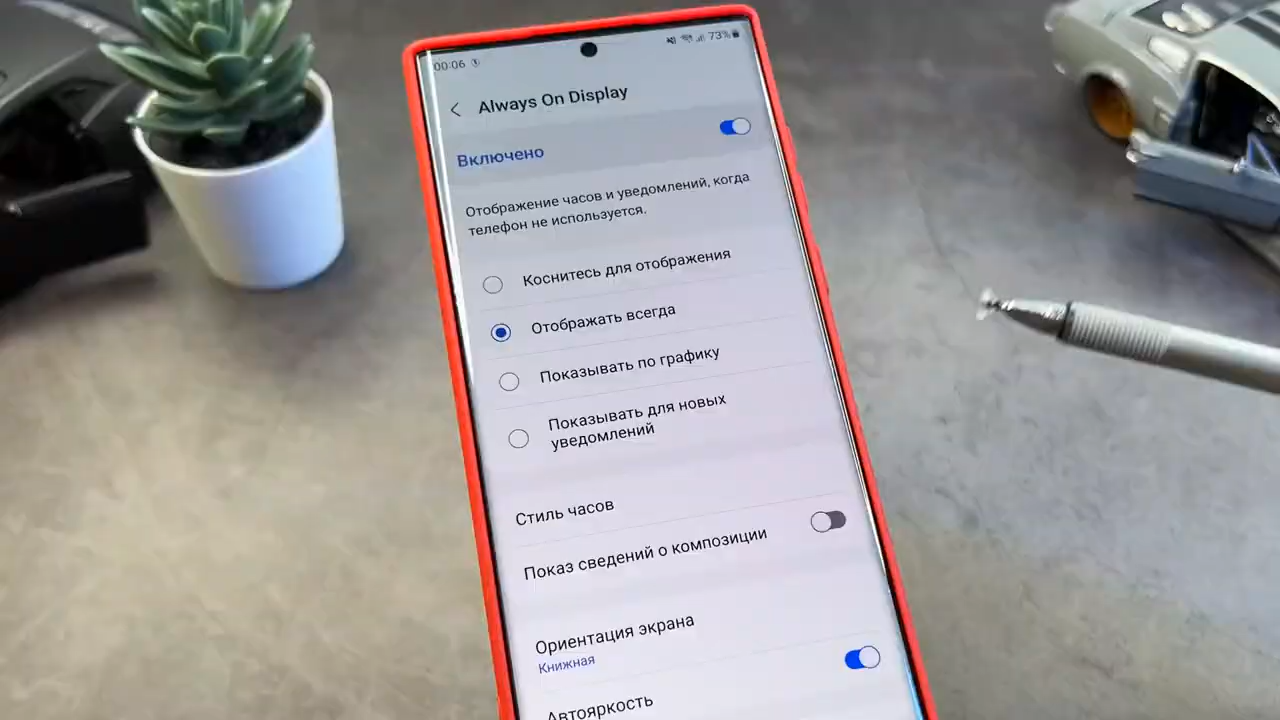 00:06
73%
Always On Display
Включено
Отображение часов и уведомлений, когда
телефон не используется.
Коснитесь для отображения
Отображать всегда
Показывать по графику
Показывать для новых
уведомлений
Стиль часов
Показ сведений о композиции
Ориентация экрана
Книжная
Автояркость